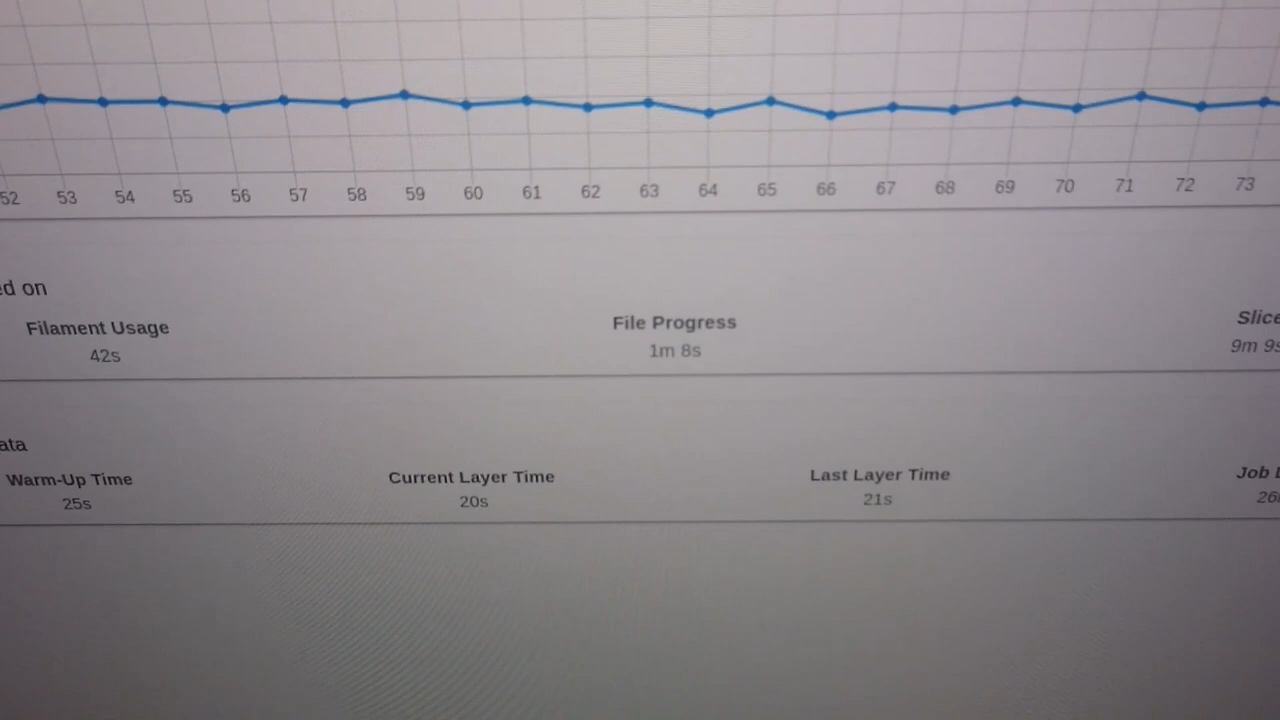 52 53 54 55 56 57 58 59 60 61 62 63 64 65 66 67 68 69 70 71 72 73
ed on
Filament Usage File Progress Slice
42s 1m 8s 9m 9s
ata
Warm-Up Time Current Layer Time Last Layer Time Job
25s 20s 21s 26